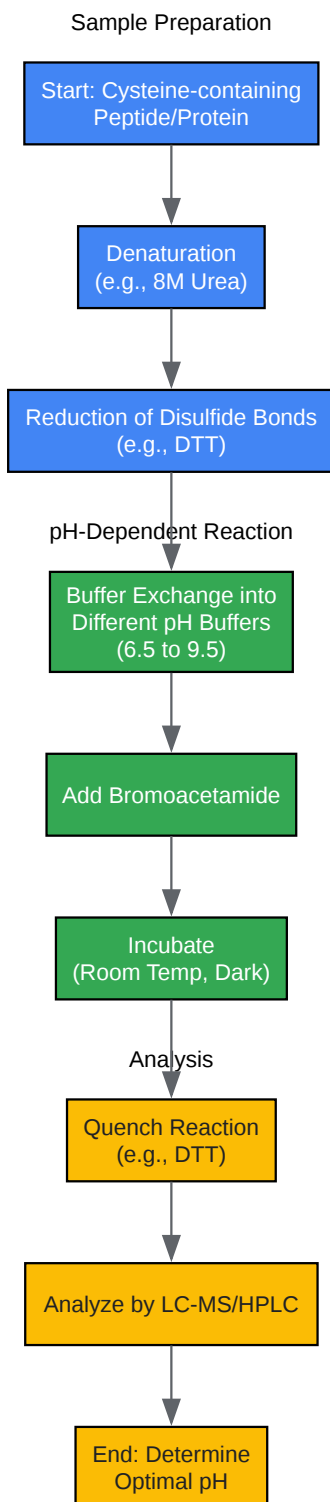 Sample Preparation
Start: Cysteine-containing
Peptide/Protein
Denaturation
(e.g., 8M Urea)
Reduction of Disulfide Bonds
(e.g., DTT)
pH-Dependent Reaction
Buffer Exchange into
Different pH Buffers
(6.5 to 9.5)
Add Bromoacetamide
Incubate
(Room Temp, Dark)
Analysis
Quench Reaction
(e.g., DTT)
Analyze by LC-MS/HPLC
End: Determine
Optimal pH